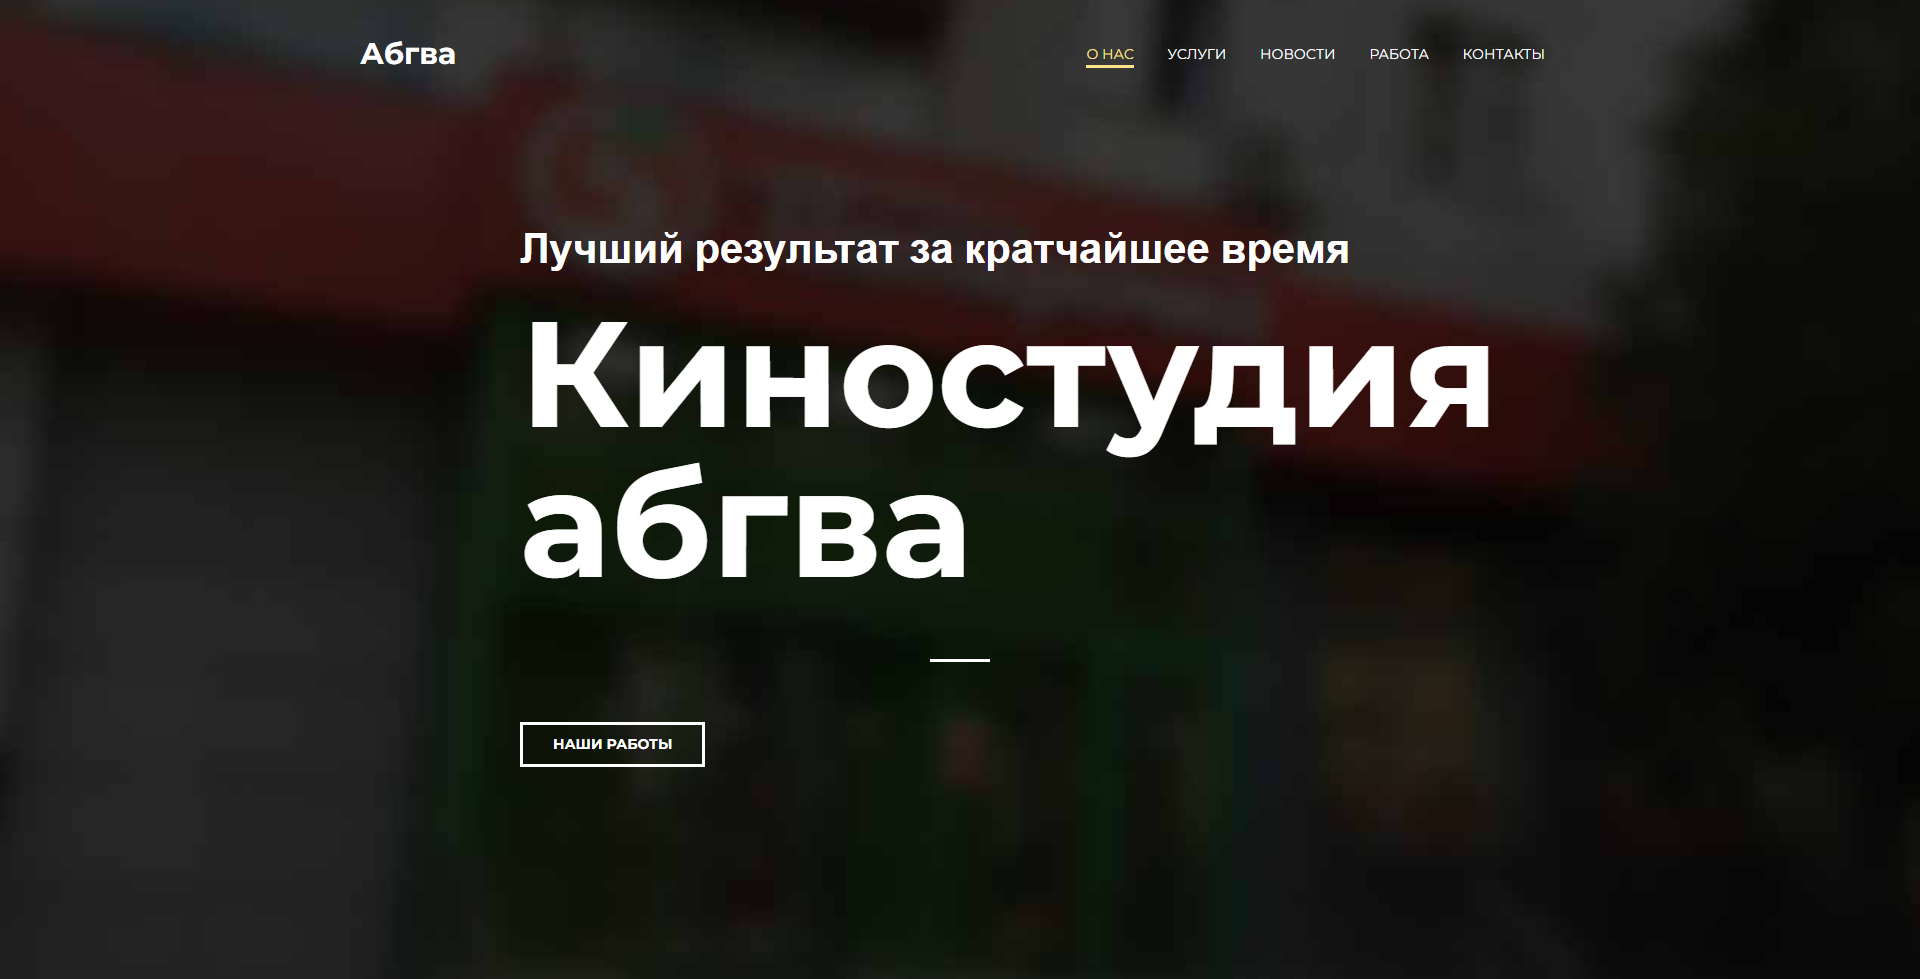 Абгва
О НАС УСЛУГИ НОВОСТИ РАБОТА КОНТАКТЫ
Лучший результат за кратчайшее время
Киностудия
абгва
НАШИ РАБОТЫ